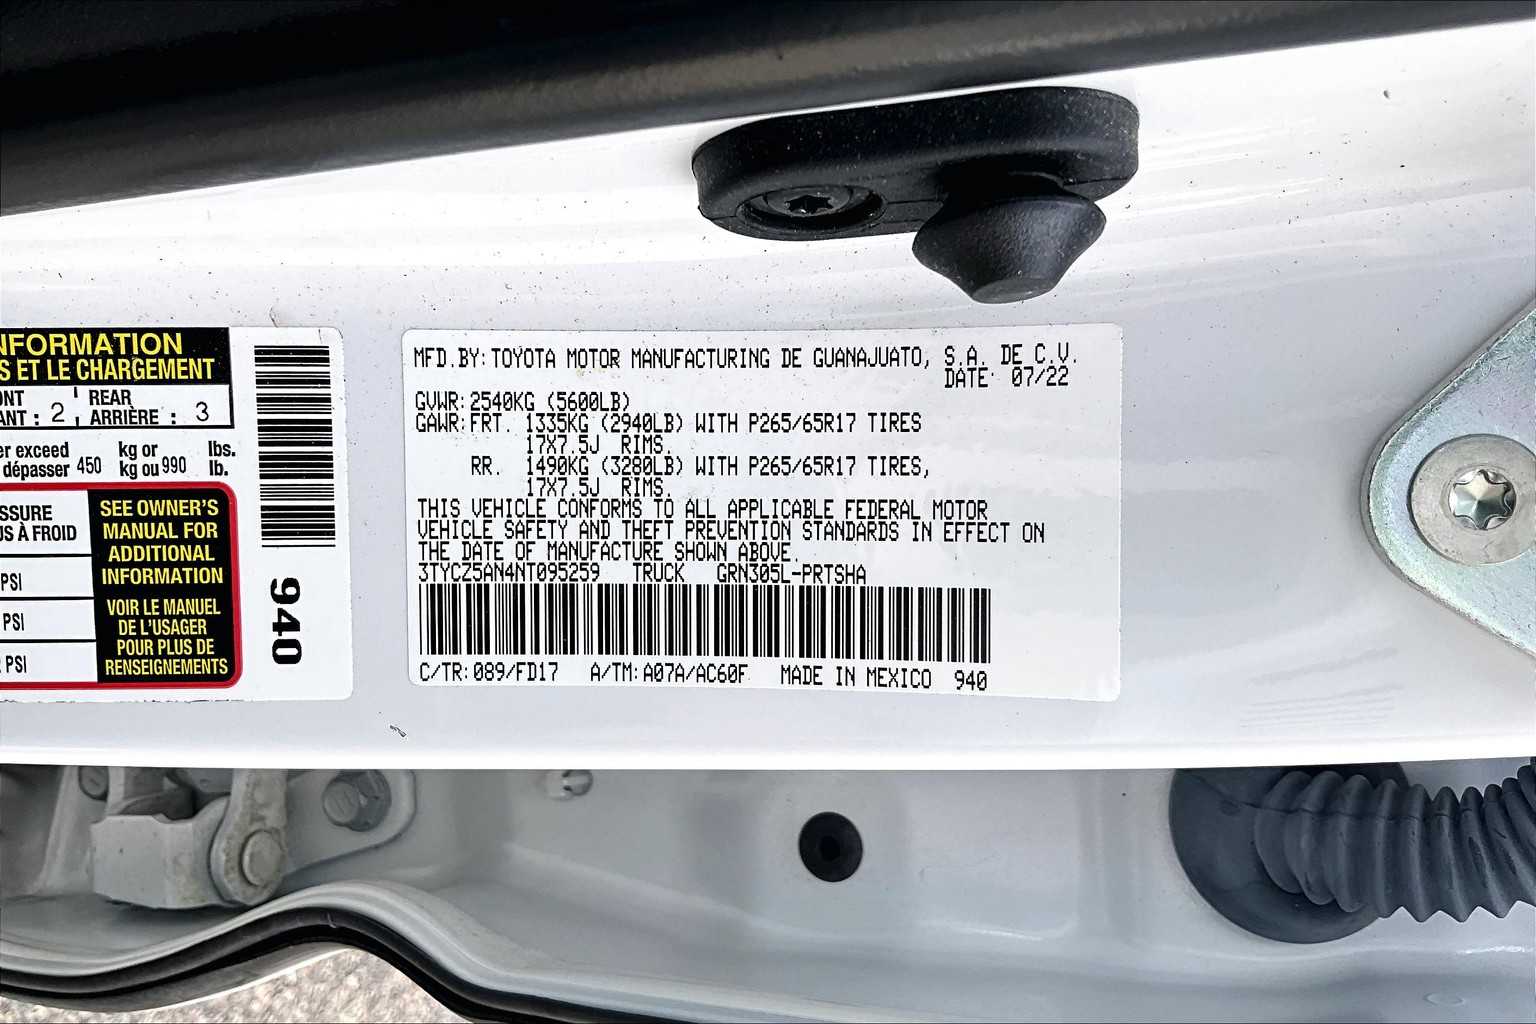 NFORMATION
S ET LE CHARGEMENT
ONT REAR
ANT : 2 , ARRIÈRE : 3
er exceed kg or lbs.
dépasser 450 kg ou 990 lb.
SSURE
US À FROID
PSI
PSI
PSI
SEE OWNER'S
MANUAL FOR
ADDITIONAL
INFORMATION
VOIR LE MANUEL
DE L'USAGER
POUR PLUS DE
RENSEIGNEMENTS
940
MFD.BY:TOYOTA MOTOR MANUFACTURING DE GUANAJUATO, S.A. DE C.V.
DATE: 07/22
GVWR:2540KG (5600LB)
GAWR:FRT. 1335KG (2940LB) WITH P265/65R17 TIRES
17X7.5J RIMS.
RR. 1490KG (3280LB) WITH P265/65R17 TIRES,
17X7.5J RIMS.
THIS VEHICLE CONFORMS TO ALL APPLICABLE FEDERAL MOTOR
VEHICLE SAFETY AND THEFT PREVENTION STANDARDS IN EFFECT ON
THE DATE OF MANUFACTURE SHOWN ABOVE.
3TYCZ5AN4NT095259 TRUCK GRN305L-PRTSHA
C/TR:089/FD17 A/TM:A07A/AC60F MADE IN MEXICO 940